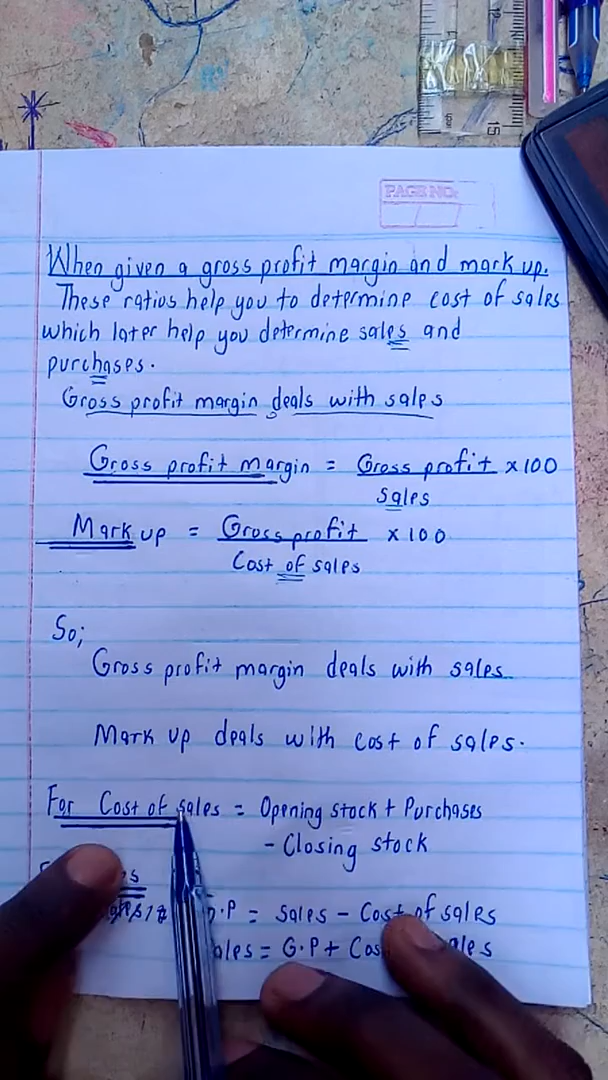 PAGE NO:
When given a gross profit margin and mark up.
These ratios help you to determine cost of sales
which later help you determine sales and
purchases.
Gross profit margin deals with sales
Gross profit margin = Gross profit x 100
Sales
Mark up = Gross profit x 100
Cost of sales
So;
Gross profit margin deals with sales
Mark up deals with cost of sales.
For Cost of sales = Opening stock + Purchases
- Closing stock
G.P = Sales - Cost of sales
= G.P +
15